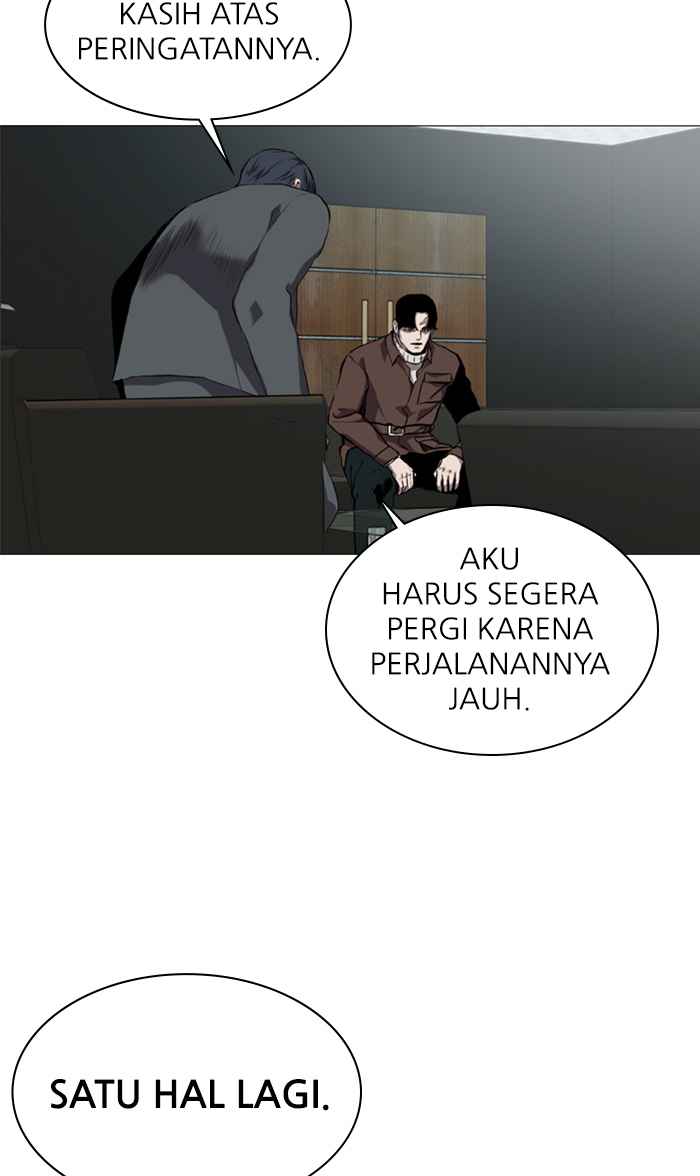 KASIH ATAS
PERINGATANNYA.
AKU
HARUS SEGERA
PERGI KARENA
PERJALANANNYA
JAUH.
SATU HAL LAGI.